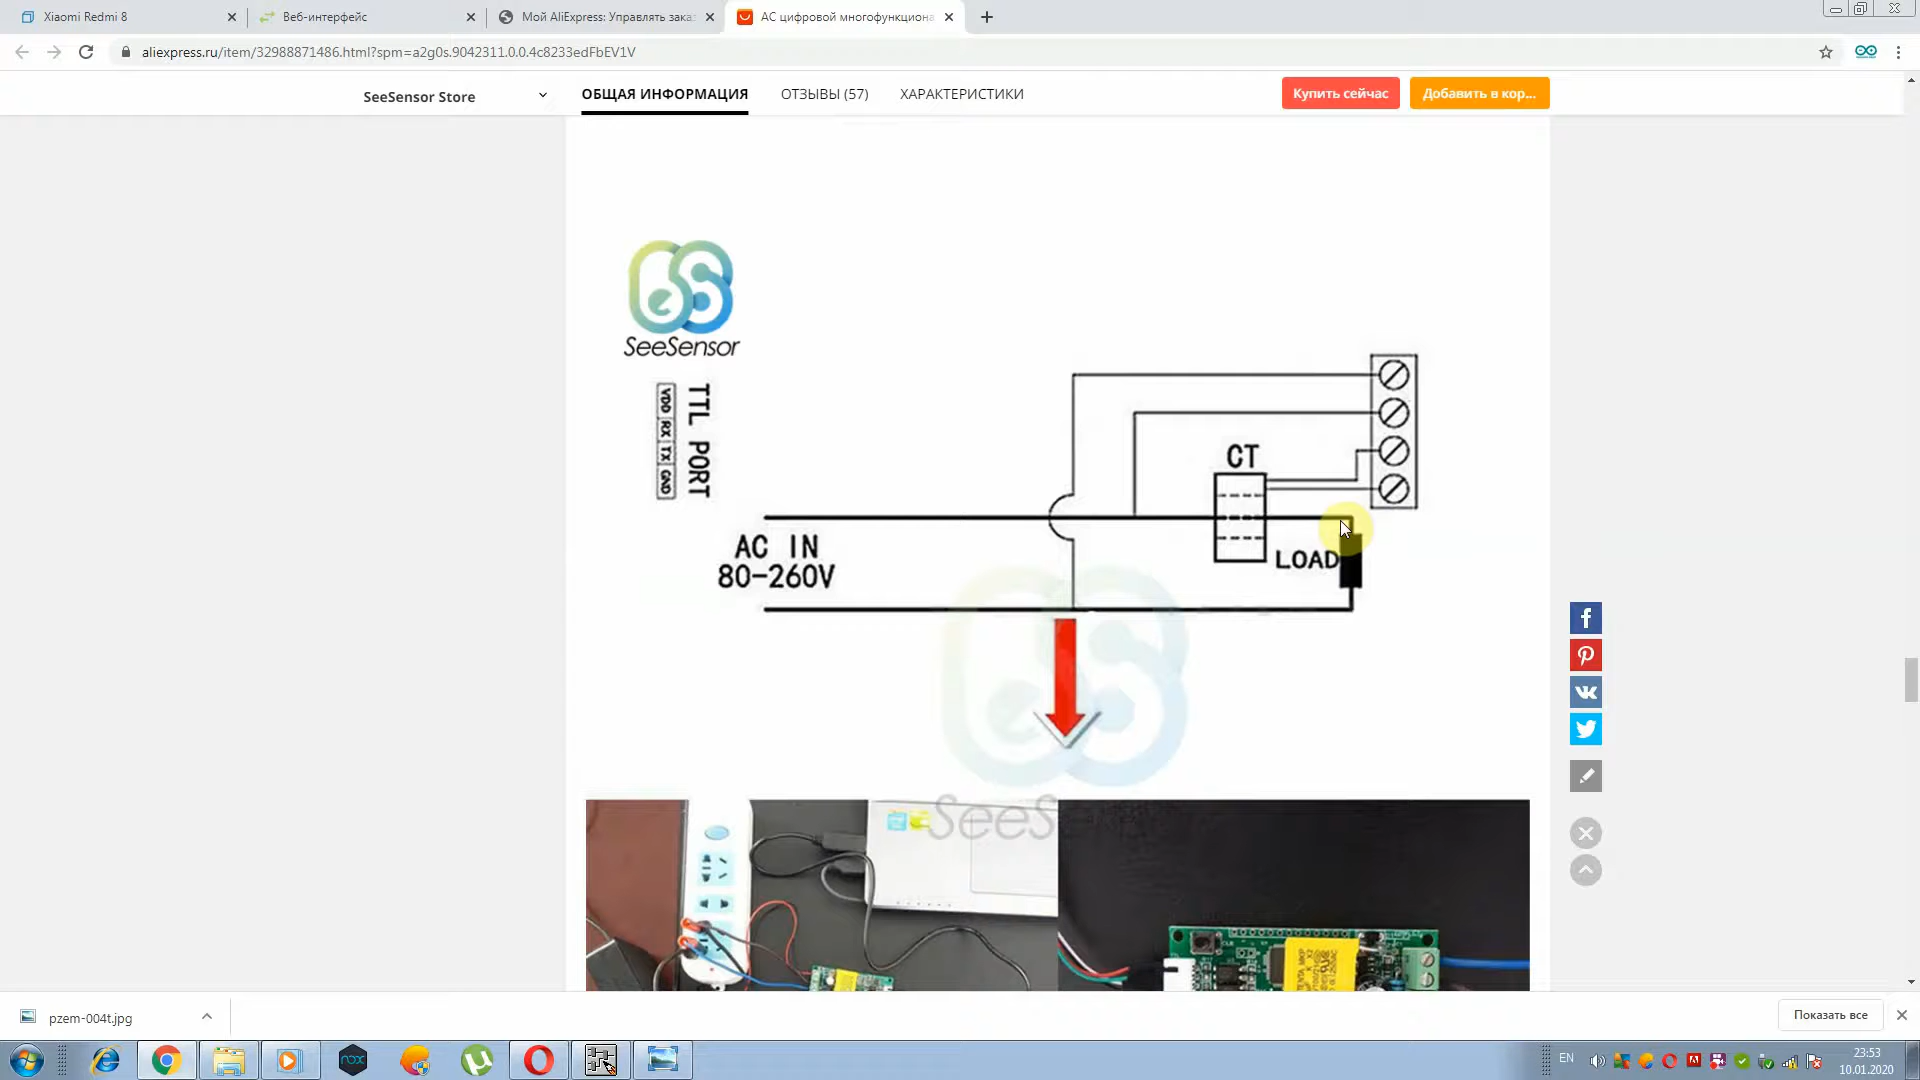 Xiaomi Redmi 8
Веб-интерфейс
Мой AliExpress: Управлять зака
АС цифровой многофункциона
aliexpress.ru/item/32988871486.html?spm=a2g0s.9042311.0.0.4c8233edFbEV1V
SeeSensor Store
ОБЩАЯ ИНФОРМАЦИЯ
ОТЗЫВЫ (57)
ХАРАКТЕРИСТИКИ
Купить сейчас
Добавить в кор...
SeeSensor
TTL PORT
VDD RX TX GND
CT
AC IN
80-260V
LOAD
SeeS
pzem-004t.jpg
Показать все
nox
EN
23:53
10.01.2020